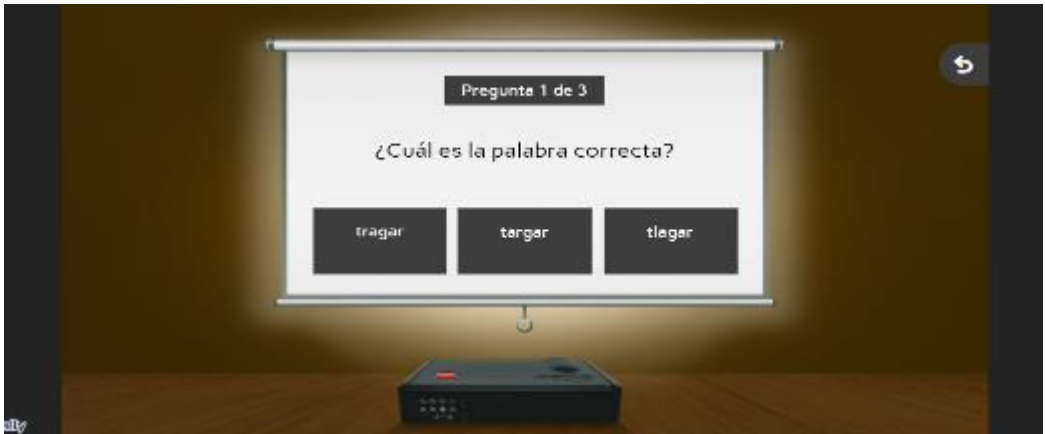 Pregunta 1 de 3
¿Cuál es la palabra correcta?
tragar targar tlagar